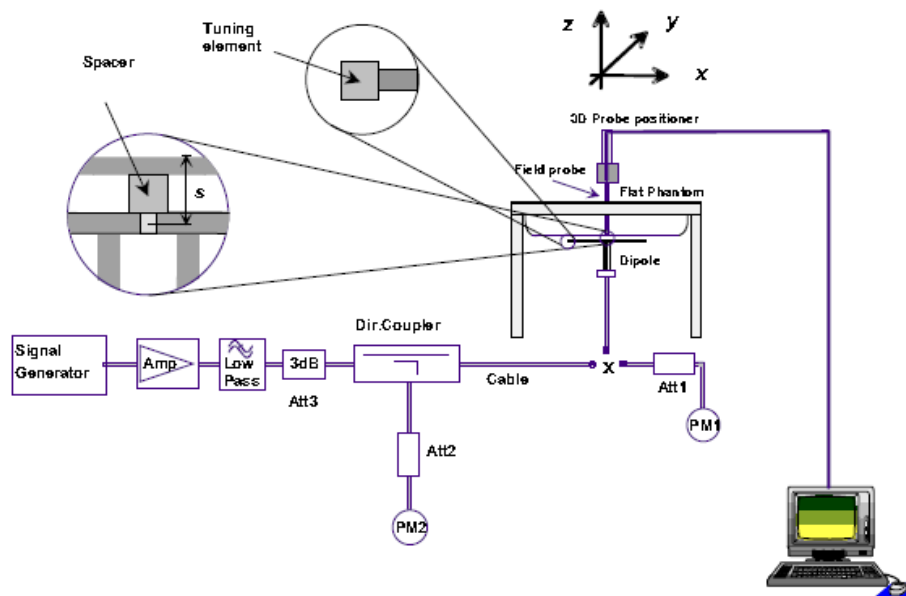 Tuning
element
Spacer
z
y
x
s
3D Probe positioner
Field probe
Flat Phantom
Dipole
Dir.Coupler
Signal
Generator
Amp
Low
Pass
3dB
Att3
Cable
x
Att1
PM1
Att2
PM2